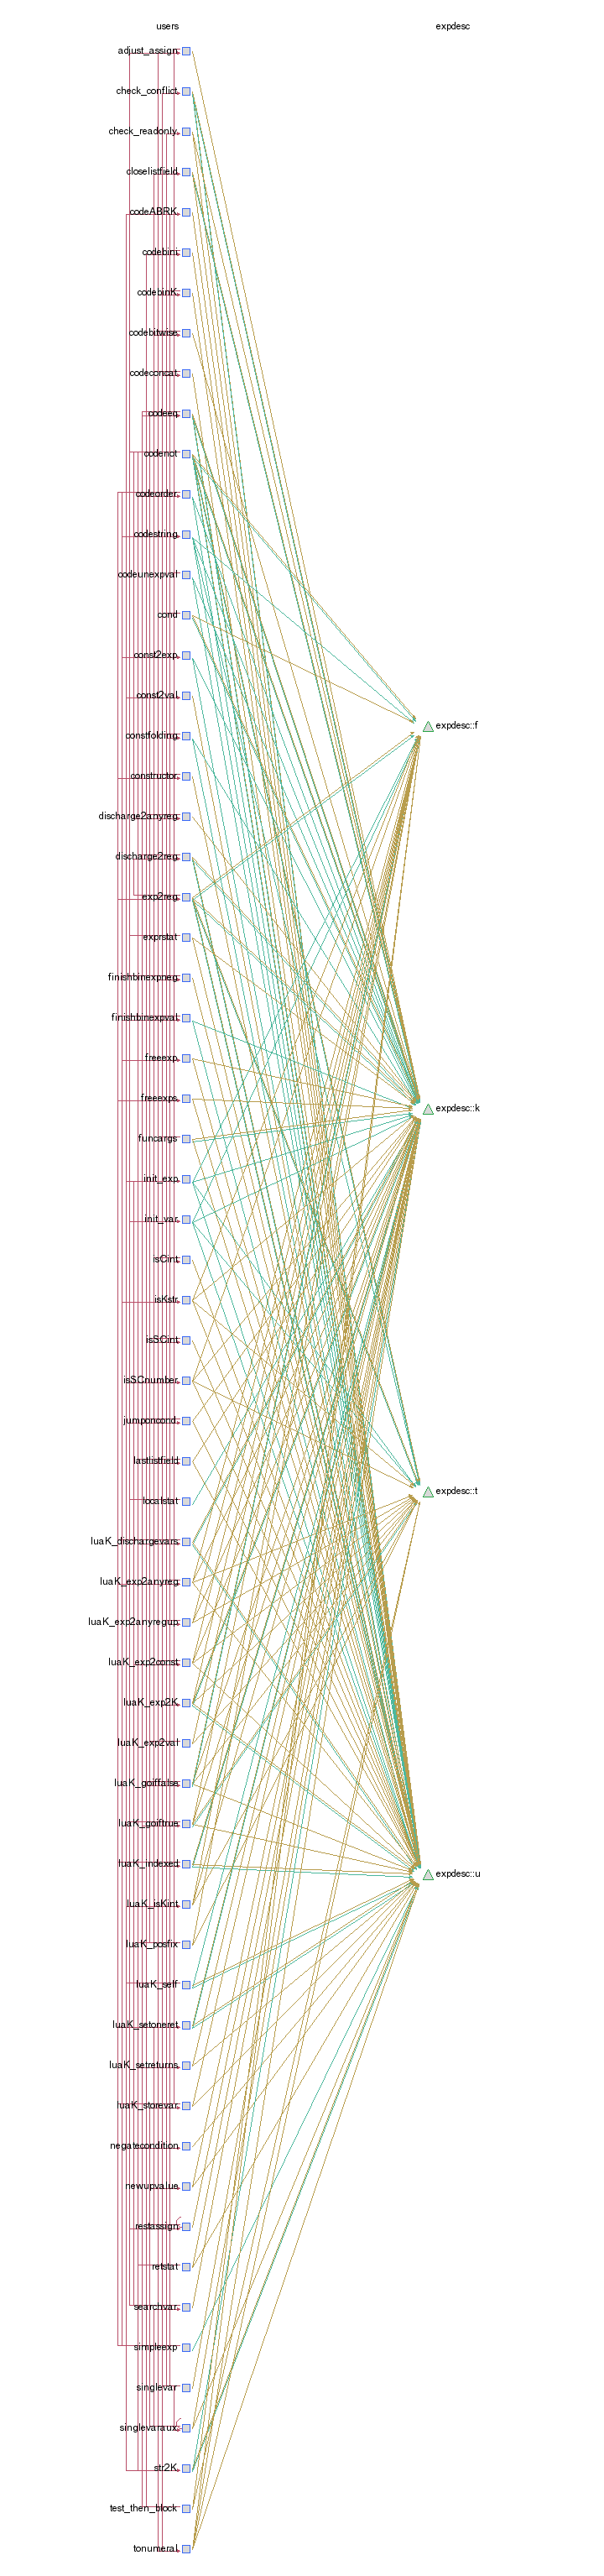 users expdesc
adjust_assign
check_conflict
check_readonly
closelistfield
codeABRK
codebini
codebinK
codebitwise
codeconcat
codeeq
codenot
codeorder
codestring
codeunexpval
cond
const2exp
const2val
expdesc::f
constfolding
constructor
discharge2anyreg
discharge2reg
exp2reg
exprstat
finishbinexpneg
finishbinexpval
freeexp
freeexps
expdesc::k
funcargs
init_exp
init_var
isCint
isKstr
isSCint
isSCnumber
jumponcond
lastlistfield
expdesc::t
localstat
luaK_dischargevars
luaK_exp2anyreg
luaK_exp2anyregup
luaK_exp2const
luaK_exp2K
luaK_exp2val
luaK_goiffalse
luaK_goiftrue
luaK_indexed
expdesc::u
luaK_isKint
luaK_posfix
luaK_self
luaK_setoneret
luaK_setreturns
luaK_storevar
negatecondition
newupvalue
restassign
retstat
searchvar
simpleexp
singlevar
singlevaraux
str2K
test_then_block
tonumeral